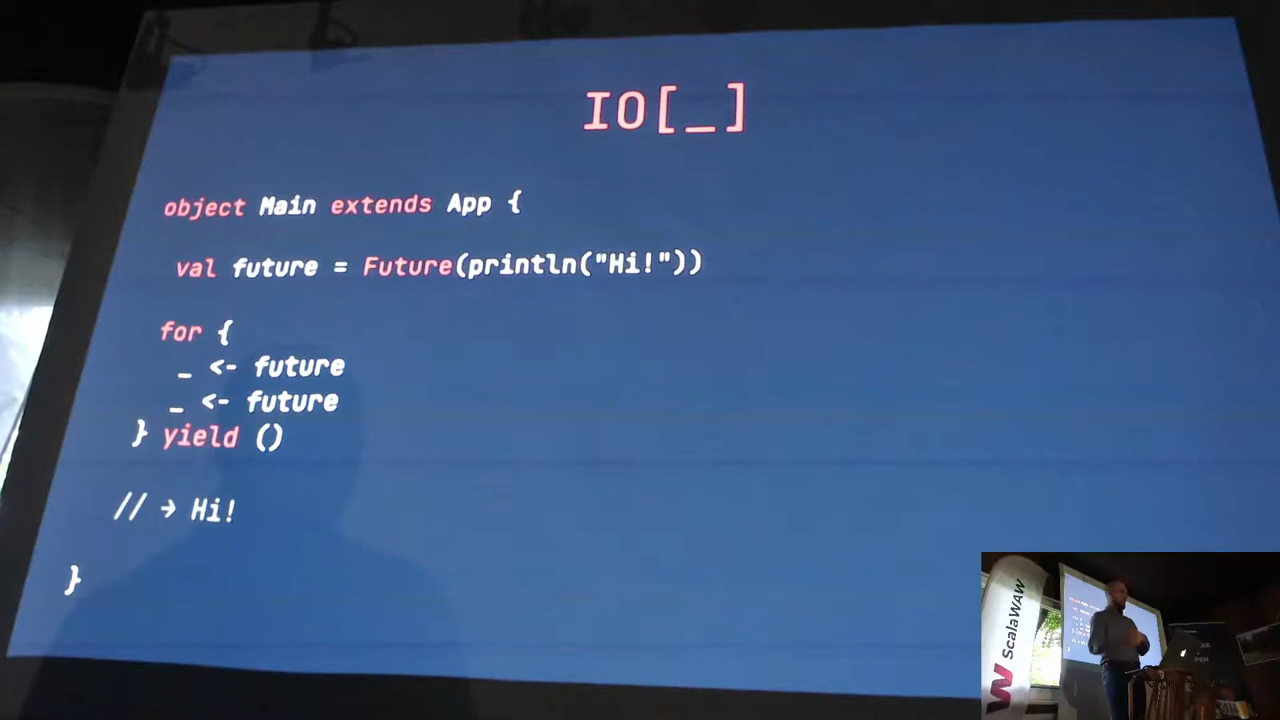 IO[_]
object Main extends App {
val future = Future(println("Hi!"))
for {
_ <- future
_ <- future
} yield ()
// → Hi!
}
ScalaWAW